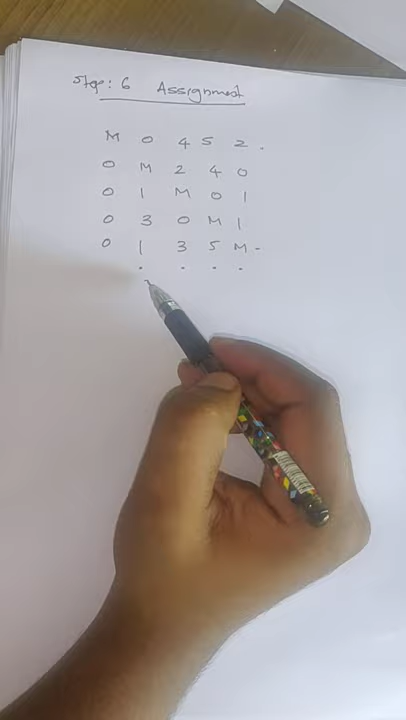 Step: 6 Assignment
M 0 4 5 2 .
0 M 2 4 0
0 1 M 0 1
0 3 0 M 1
0 1 3 5 M -
. . . .